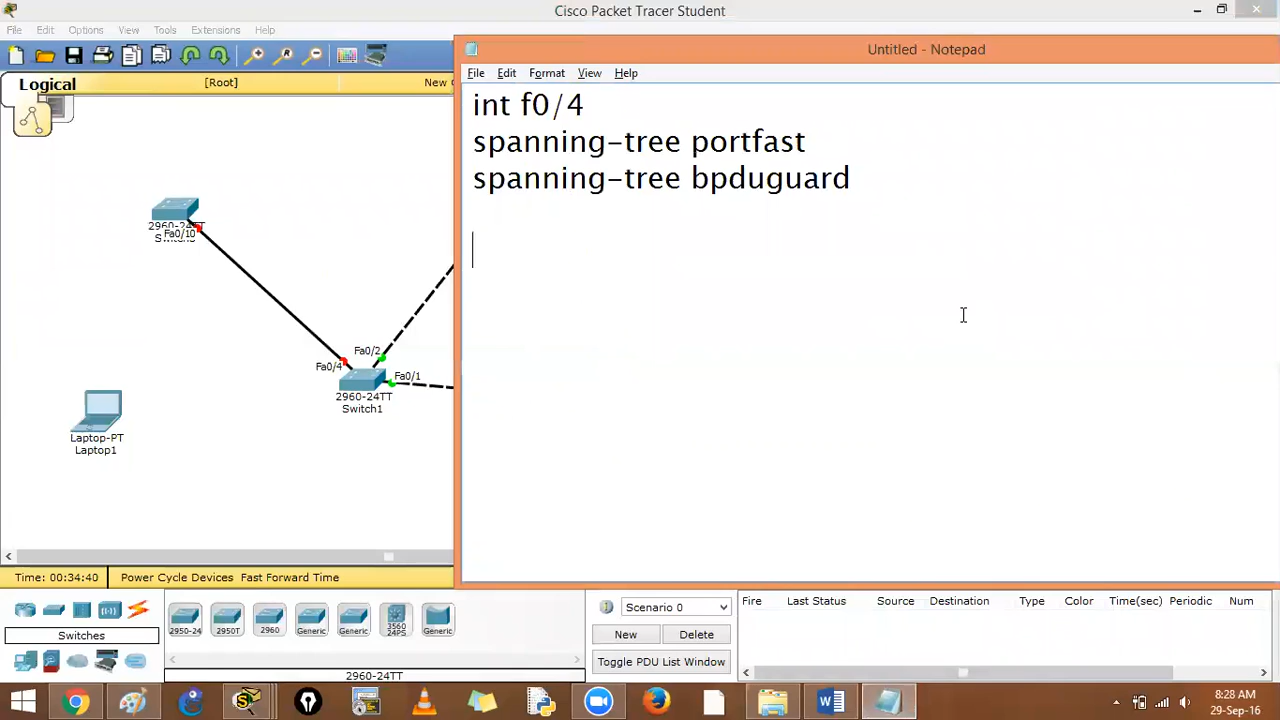 Cisco Packet Tracer Student
File Edit Options View Tools Extensions Help
Logical
[Root]
New C
Untitled - Notepad
File Edit Format View Help
int f0/4
spanning-tree portfast
spanning-tree bpduguard
2960-24TT
Fa0/10
Fa0/2
Fa0/4
Fa0/1
2960-24TT
Switch1
Laptop-PT
Laptop1
Time: 00:34:40
Power Cycle Devices Fast Forward Time
Switches
2950-24
2950T
2960
Generic
Generic
3560
24PS
Generic
2960-24TT
Scenario 0
New
Delete
Toggle PDU List Window
Fire Last Status Source Destination Type Color Time(sec) Periodic Num
8:28 AM
29-Sep-16